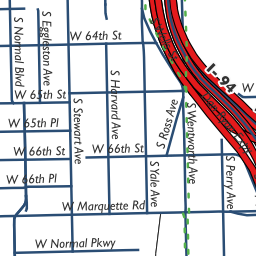 S Normal Blvd
S Eggleston Ave
W 64th St
I- 94
W
W 65th St
S Stewart Ave
S Harvard Ave
S Ross Ave
S Wentworth Ave
W 65th Pl
W 66th St
W 66th St
S Yale Ave
S Perry Ave
W 66th Pl
W Marquette Rd
W Normal Pkwy